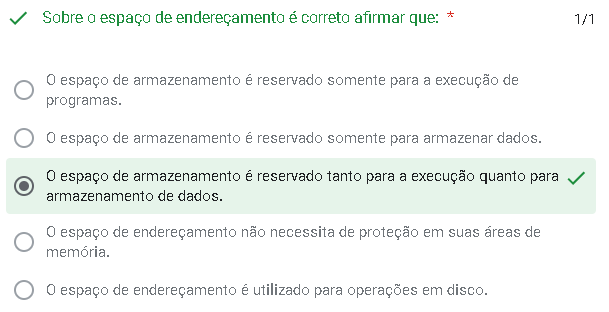 Sobre o espaço de endereçamento é correto afirmar que: *
1/1
O espaço de armazenamento é reservado somente para a execução de
programas.
O espaço de armazenamento é reservado somente para armazenar dados.
O espaço de armazenamento é reservado tanto para a execução quanto para
armazenamento de dados.
O espaço de endereçamento não necessita de proteção em suas áreas de
memória.
O espaço de endereçamento é utilizado para operações em disco.